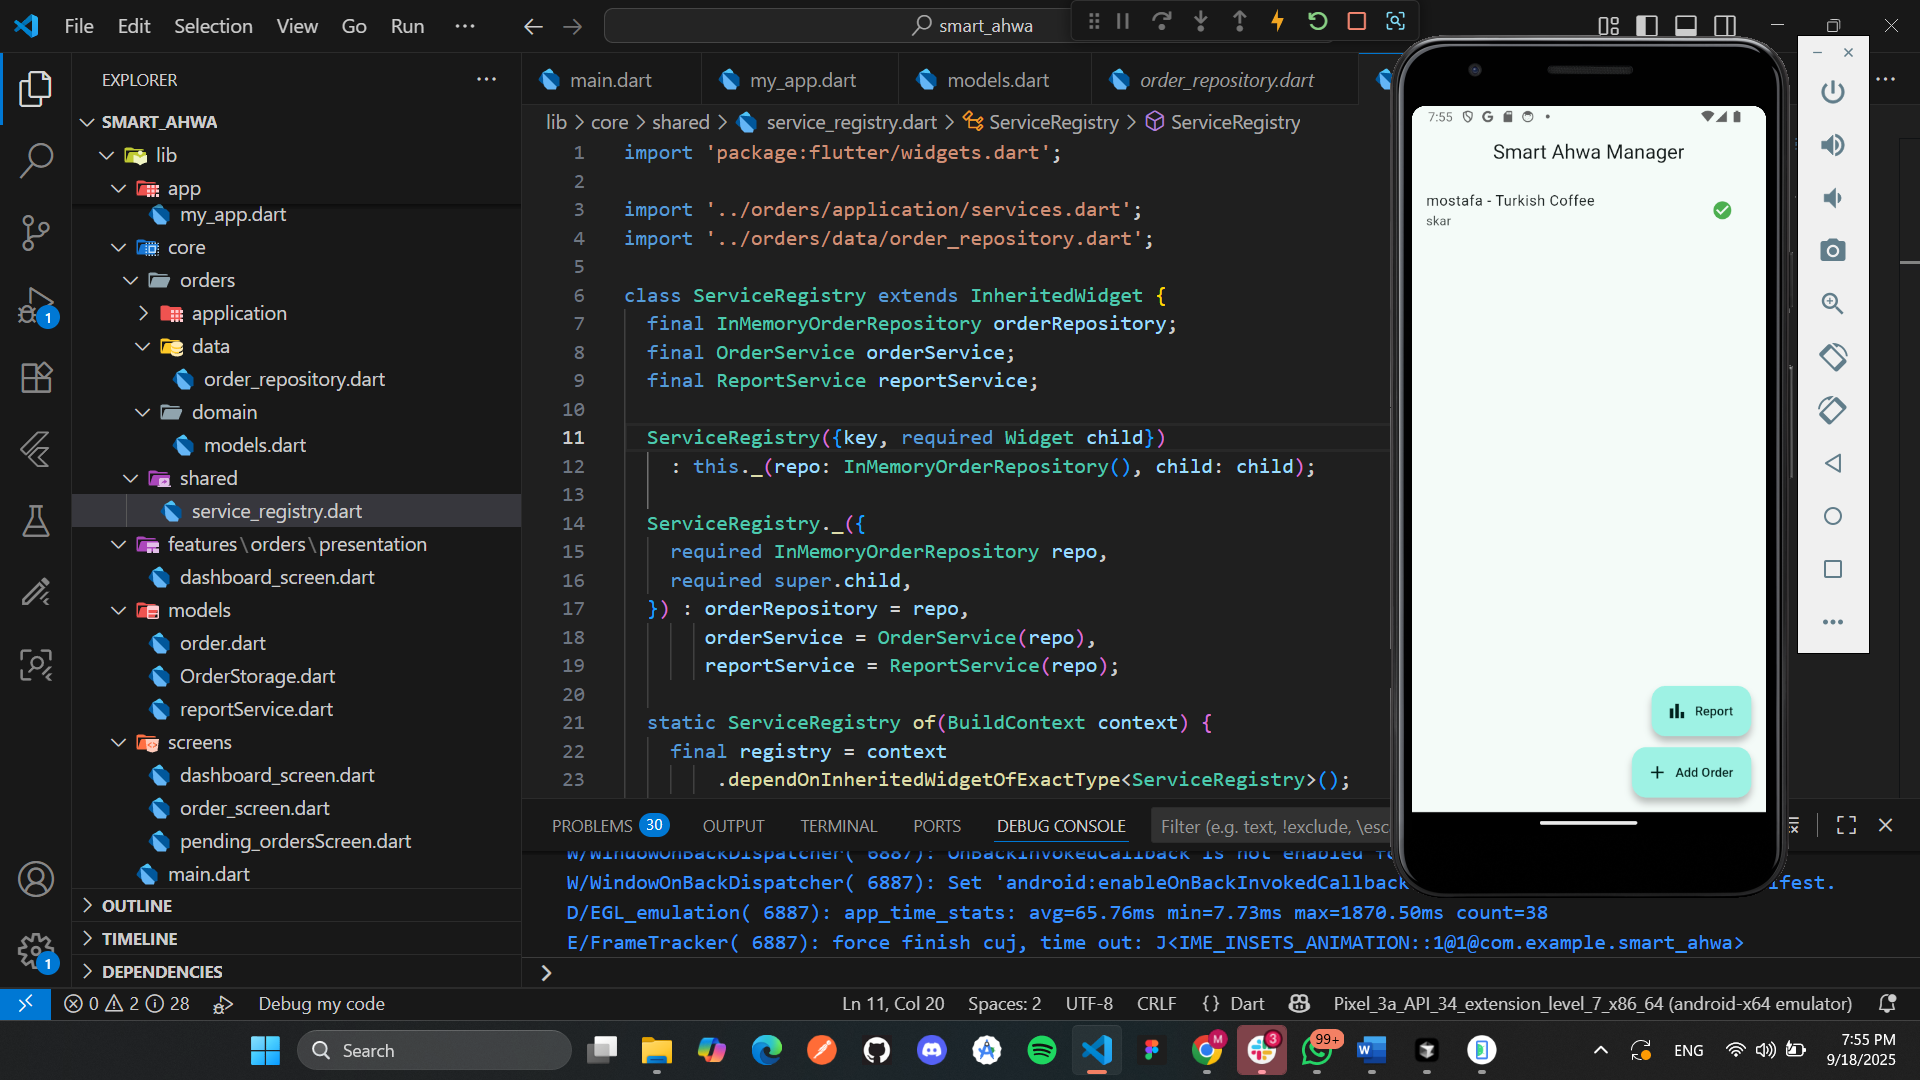 File Edit Selection View Go Run ···
smart_ahwa
EXPLORER
SMART_AHWA
lib
app
my_app.dart
core
orders
application
data
order_repository.dart
domain
models.dart
shared
service_registry.dart
features\orders\presentation
dashboard_screen.dart
models
order.dart
OrderStorage.dart
reportService.dart
screens
dashboard_screen.dart
order_screen.dart
pending_ordersScreen.dart
main.dart
OUTLINE
TIMELINE
DEPENDENCIES
1
1
main.dart my_app.dart models.dart order_repository.dart
lib > core > shared > service_registry.dart > ServiceRegistry > ServiceRegistry
1 import 'package:flutter/widgets.dart';
2
3 import '../orders/application/services.dart';
4 import '../orders/data/order_repository.dart';
5
6 class ServiceRegistry extends InheritedWidget {
7 final InMemoryOrderRepository orderRepository;
8 final OrderService orderService;
9 final ReportService reportService;
10
11 ServiceRegistry({key, required Widget child})
12 : this._(repo: InMemoryOrderRepository(), child: child);
13
14 ServiceRegistry._({
15 required InMemoryOrderRepository repo,
16 required super.child,
17 }) : orderRepository = repo,
18 orderService = OrderService(repo),
19 reportService = ReportService(repo);
20
21 static ServiceRegistry of(BuildContext context) {
22 final registry = context
23 .dependOnInheritedWidgetOfExactType<ServiceRegistry>();
7:55
Smart Ahwa Manager
mostafa - Turkish Coffee
skar
Report
Add Order
PROBLEMS 30 OUTPUT TERMINAL PORTS DEBUG CONSOLE Filter (e.g. text, !exclude, \esc
W/WindowOnBackDispatcher( 6887): OnBackInvokedCallback is not enabled
W/WindowOnBackDispatcher( 6887): Set 'android:enableOnBackInvokedCallback ifest.
D/EGL_emulation( 6887): app_time_stats: avg=65.76ms min=7.73ms max=1870.50ms count=38
E/FrameTracker( 6887): force finish cuj, time out: J<IME_INSETS_ANIMATION::1@1@com.example.smart_ahwa>
0 2 28 Debug my code Ln 11, Col 20 Spaces: 2 UTF-8 CRLF {} Dart Pixel_3a_API_34_extension_level_7_x86_64 (android-x64 emulator)
Search M 3 99+ ENG 7:55 PM
9/18/2025